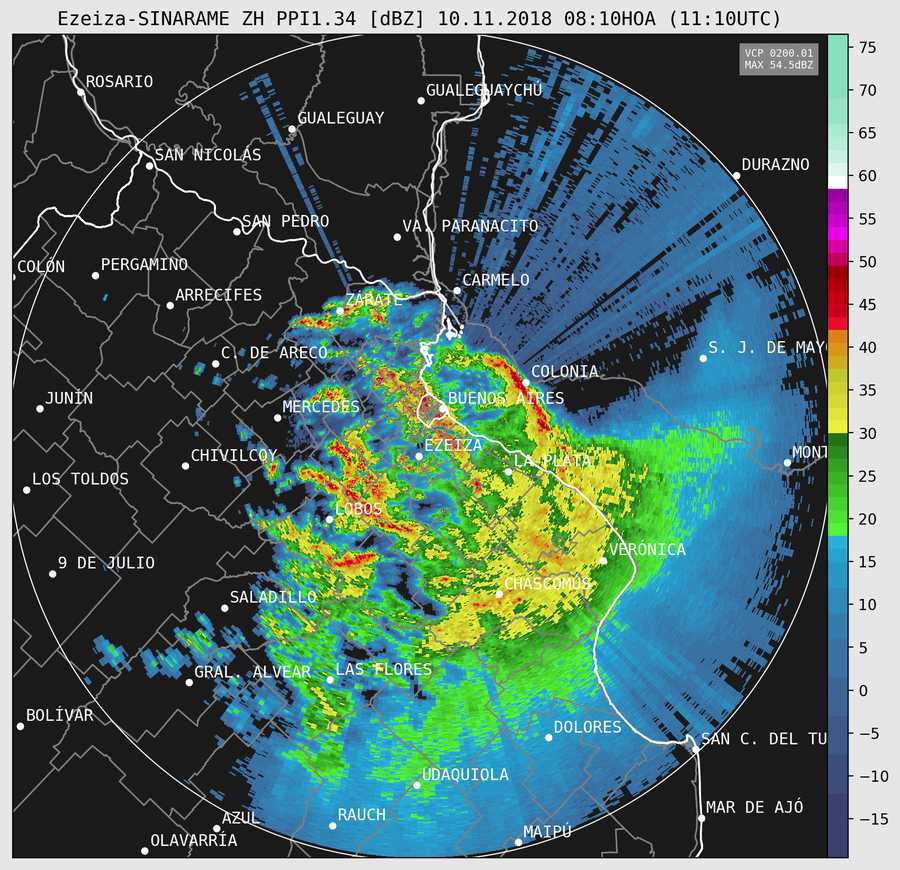 Ezeiza-SINARAME ZH PPI1.34 [dBZ] 10.11.2018 08:10HOA (11:10UTC)
VCP 0200.01
MAX 54.5dBZ
75
70
65
60
55
50
45
40
35
30
25
20
15
10
5
0
−5
−10
−15
ROSARIO
GUALEGUAYCHÚ
GUALEGUAY
SAN NICOLÁS
DURAZNO
SAN PEDRO
VA. PARANACITO
COLÓN
PERGAMINO
CARMELO
ARRECIFES
ZÁRATE
C. DE ARECO
S. J. DE MAY
COLONIA
JUNÍN
MERCEDES
BUENOS AIRES
EZEIZA
CHIVILCOY
LA PLATA
MONT
LOS TOLDOS
LOBOS
VERÓNICA
9 DE JULIO
CHASCOMÚS
SALADILLO
GRAL. ALVEAR
LAS FLORES
BOLÍVAR
DOLORES
SAN C. DEL TU
UDAQUIOLA
MAR DE AJÓ
AZUL
RAUCH
MAIPÚ
OLAVARRÍA